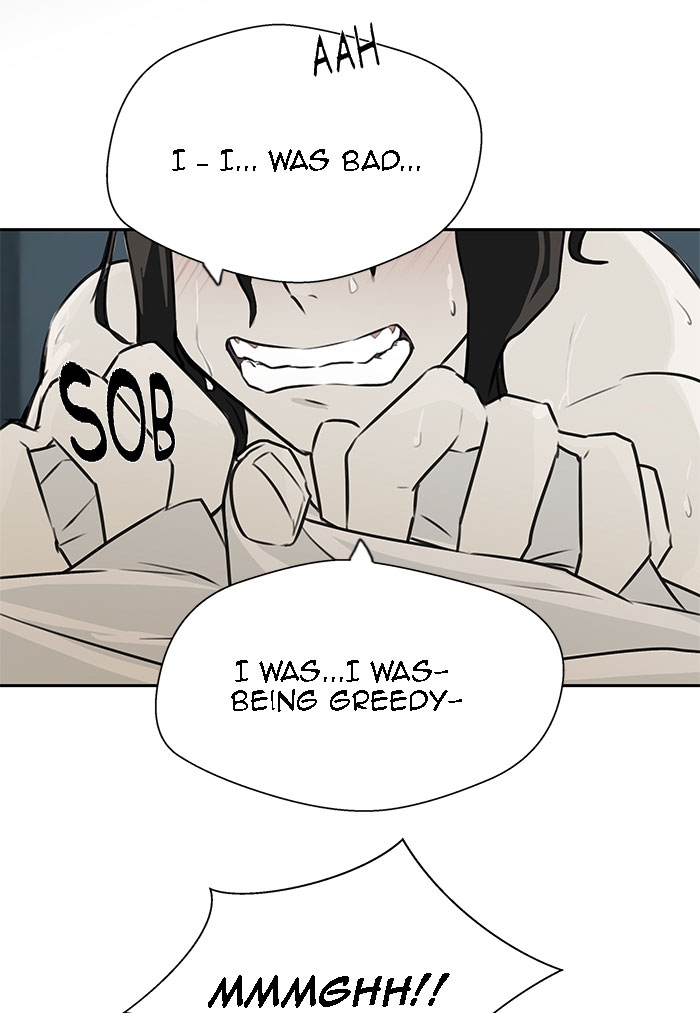 AAH
I - I... WAS BAD...
SOB
I WAS...I WAS-
BEING GREEDY-
MMMGHH!!